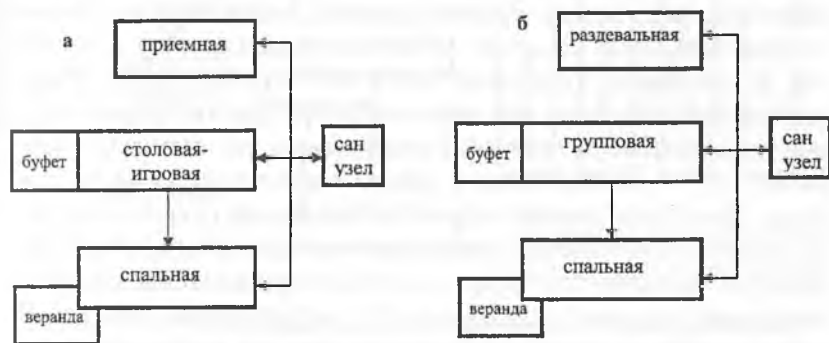 а
приемная
буфет
столовая-
игровая
сан
узел
спальная
веранда
б
раздевальная
буфет
групповая
сан
узел
спальная
веранда